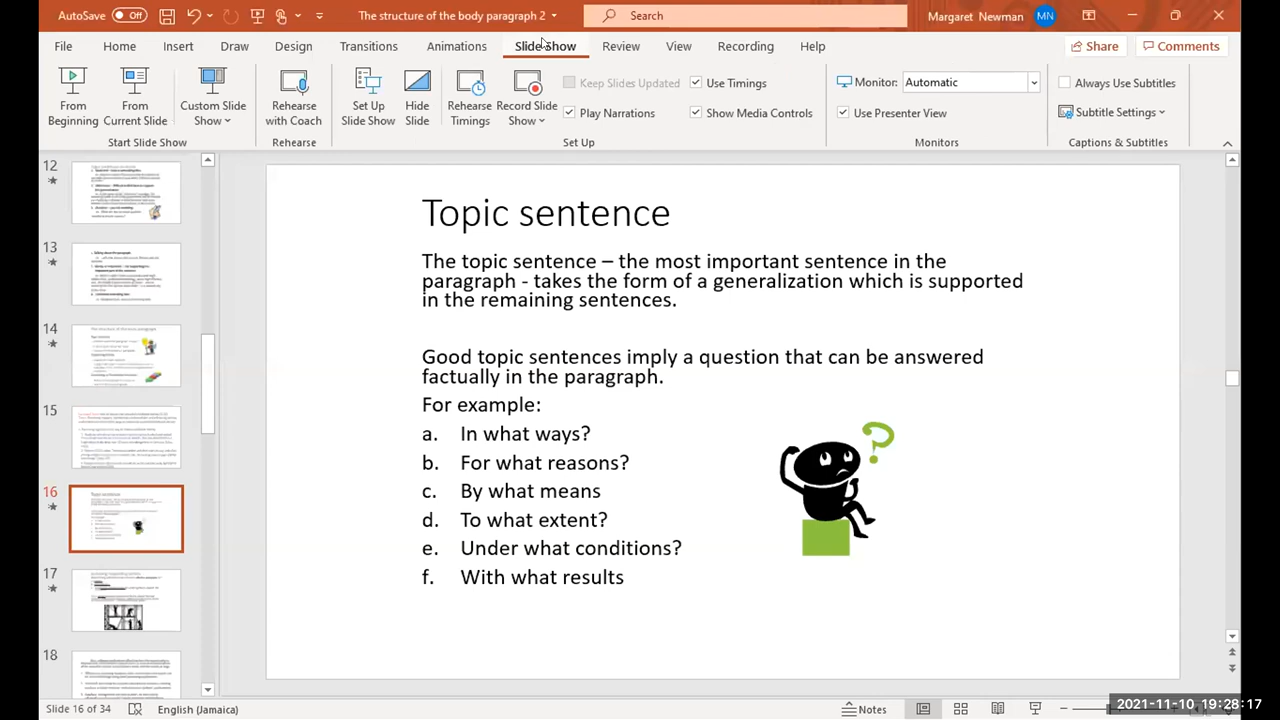 AutoSave Off The structure of the body paragraph 2 Search Margaret Newman MN
File Home Insert Draw Design Transitions Animations Slide Show Review View Recording Help Share Comments
From Beginning
From Current Slide
Custom Slide Show
Rehearse with Coach
Set Up Slide Show
Hide Slide
Rehearse Timings
Record Slide Show
Keep Slides Updated
Play Narrations
Use Timings
Show Media Controls
Monitor: Automatic
Use Presenter View
Always Use Subtitles
Subtitle Settings
Start Slide Show Rehearse Set Up Monitors Captions & Subtitles
12
13
14
15
16
17
18
Topic sentence
The topic sentence – the most important sentence in the
paragraph - takes the form of a generalization which is supported
in the remaining sentences.
Good topic sentences imply a question that can be answered
factually in the paragraph.
For example:
a. In what ways?
b. For what reasons?
c. By what means
d. To what extent?
e. Under what conditions?
f. With what results
Slide 16 of 34 English (Jamaica) Notes
2021-11-10 19:28:17